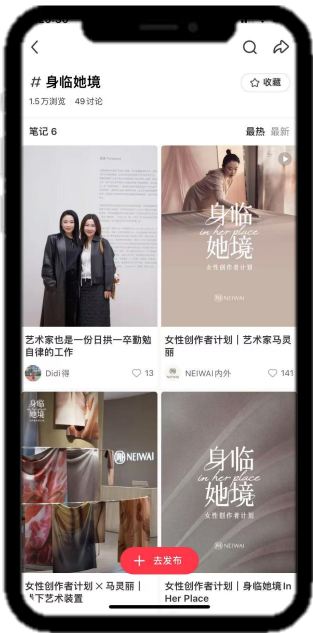 # 身临她境
收藏
1.5万浏览 49讨论
笔记 6
最热 最新
身临
in her place
她境
女性创作者计划
NEIWAI
艺术家也是一份日拱一卒勤勉
自律的工作
Didi得
13
女性创作者计划｜艺术家马灵
丽
NEIWAI内外
141
身临
她境
NEIWAI
身临
in her place
她境
女性创作者计划
NEIWAI
去发布
女性创作者计划 × 马灵丽｜
下艺术装置
女性创作者计划｜身临她境In
Her Place